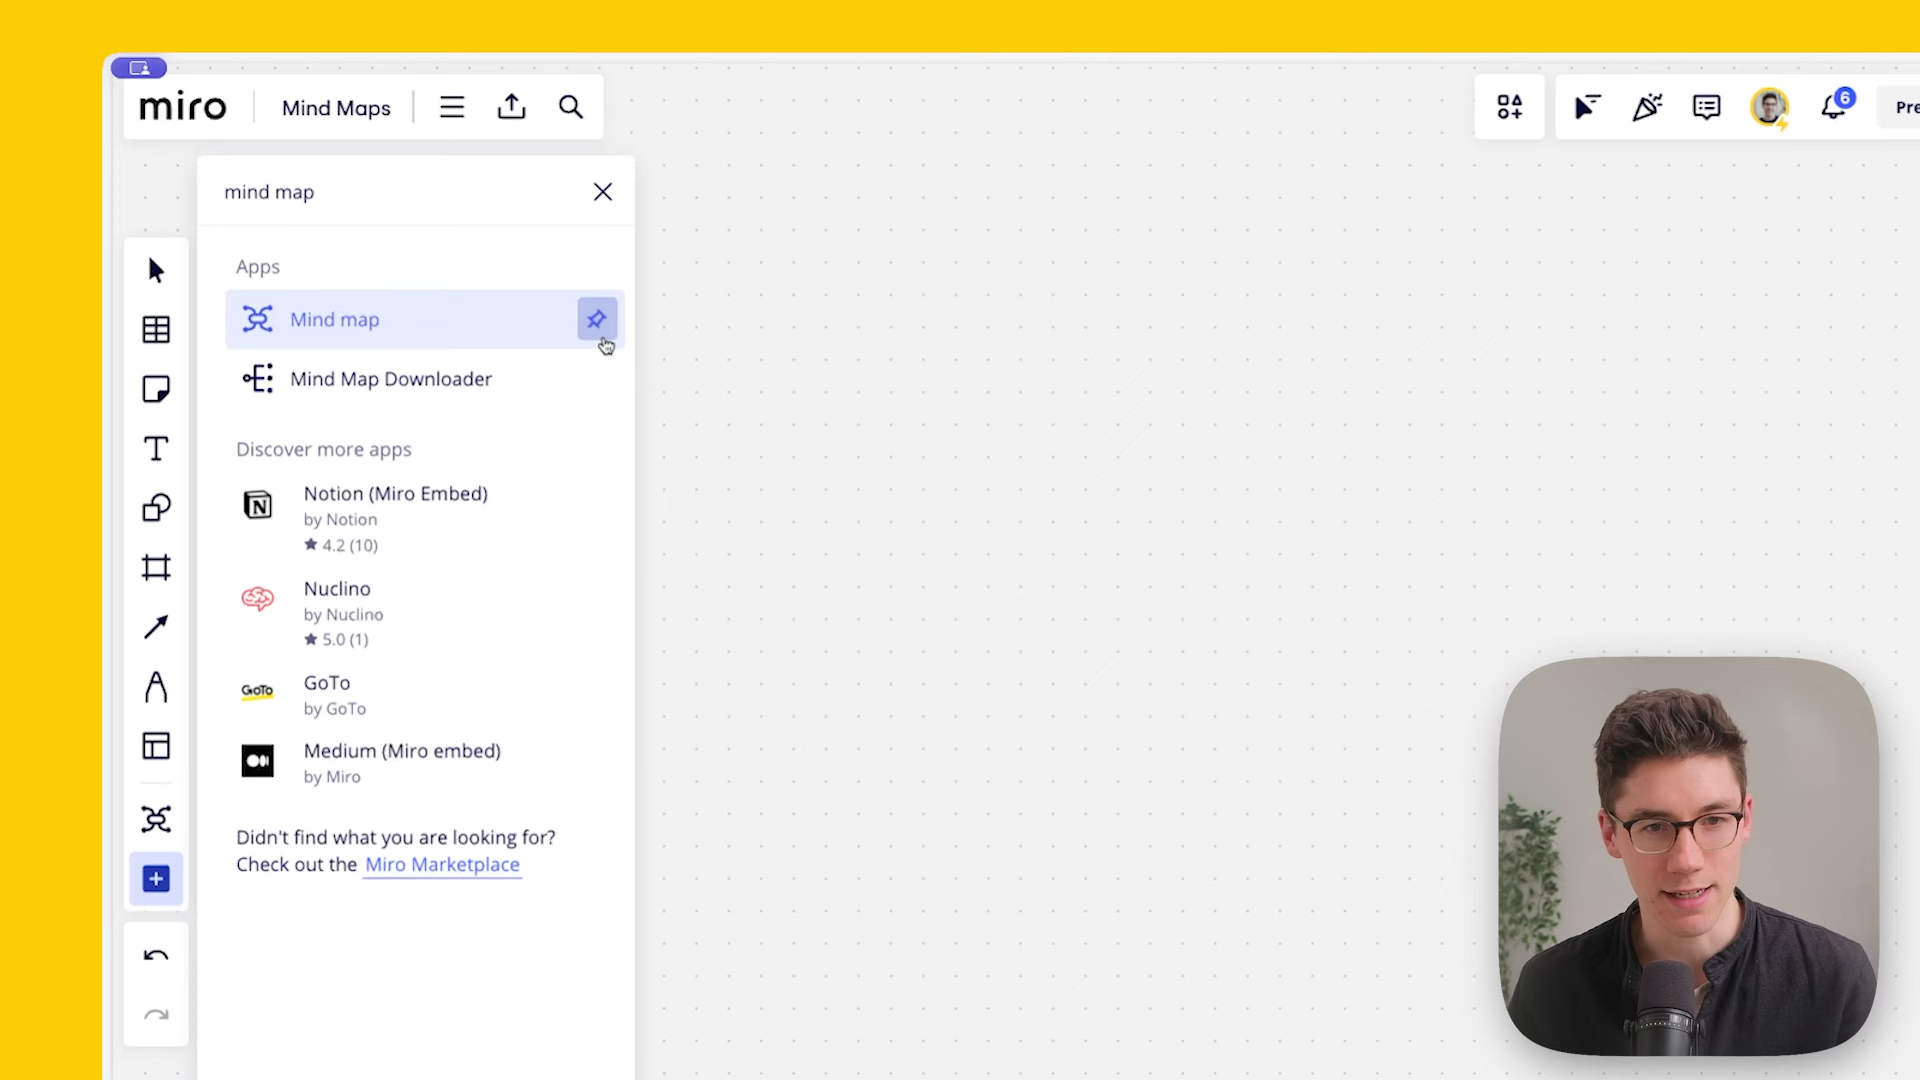 miro
Mind Maps
6
Pre
mind map
Apps
Mind map
Mind Map Downloader
Discover more apps
Notion (Miro Embed)
by Notion
4.2 (10)
Nuclino
by Nuclino
5.0 (1)
GoTo
GoTo
by GoTo
Medium (Miro embed)
by Miro
Didn't find what you are looking for?
Check out the Miro Marketplace